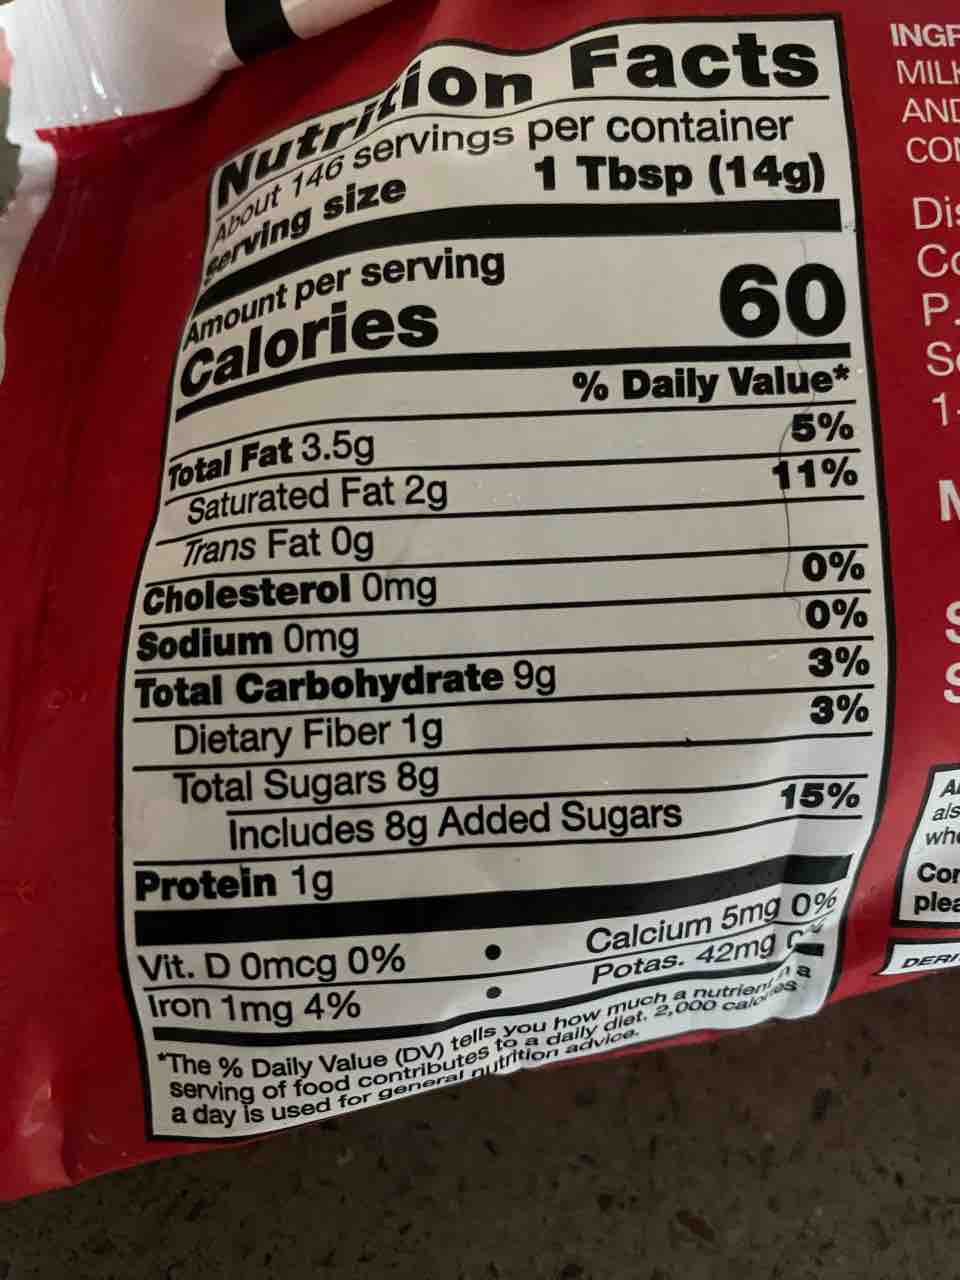 Nutrition Facts
About 146 servings per container
Serving size 1 Tbsp (14g)
Amount per serving
Calories 60
% Daily Value*
Total Fat 3.5g 5%
Saturated Fat 2g 11%
Trans Fat 0g
Cholesterol 0mg 0%
Sodium 0mg 0%
Total Carbohydrate 9g 3%
Dietary Fiber 1g 3%
Total Sugars 8g
Includes 8g Added Sugars 15%
Protein 1g
Vit. D 0mcg 0% • Calcium 5mg 0%
Iron 1mg 4% • Potas. 42mg
*The % Daily Value (DV) tells you how much a nutrient in a
serving of food contributes to a daily diet. 2,000 calories
a day is used for general nutrition advice.
P.
1-